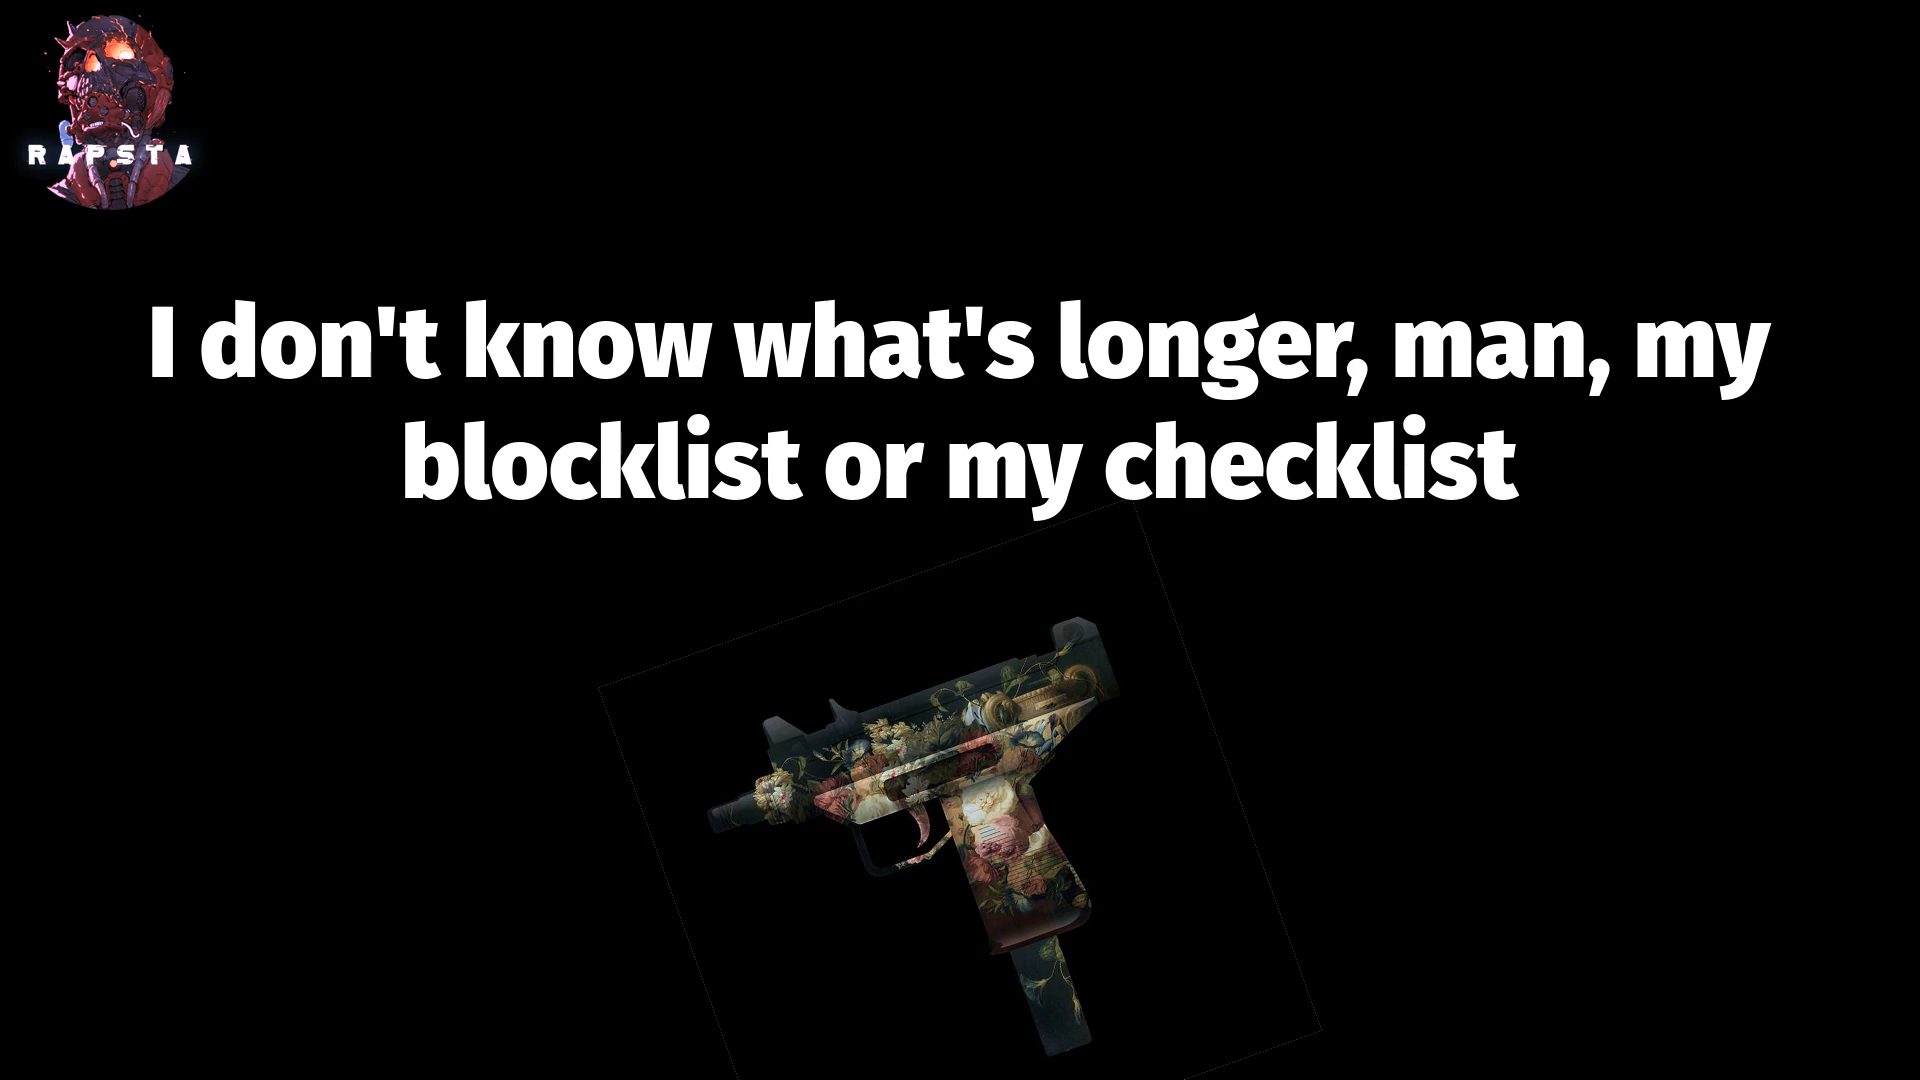 RAPSTA
I don't know what's longer, man, my
blocklist or my checklist